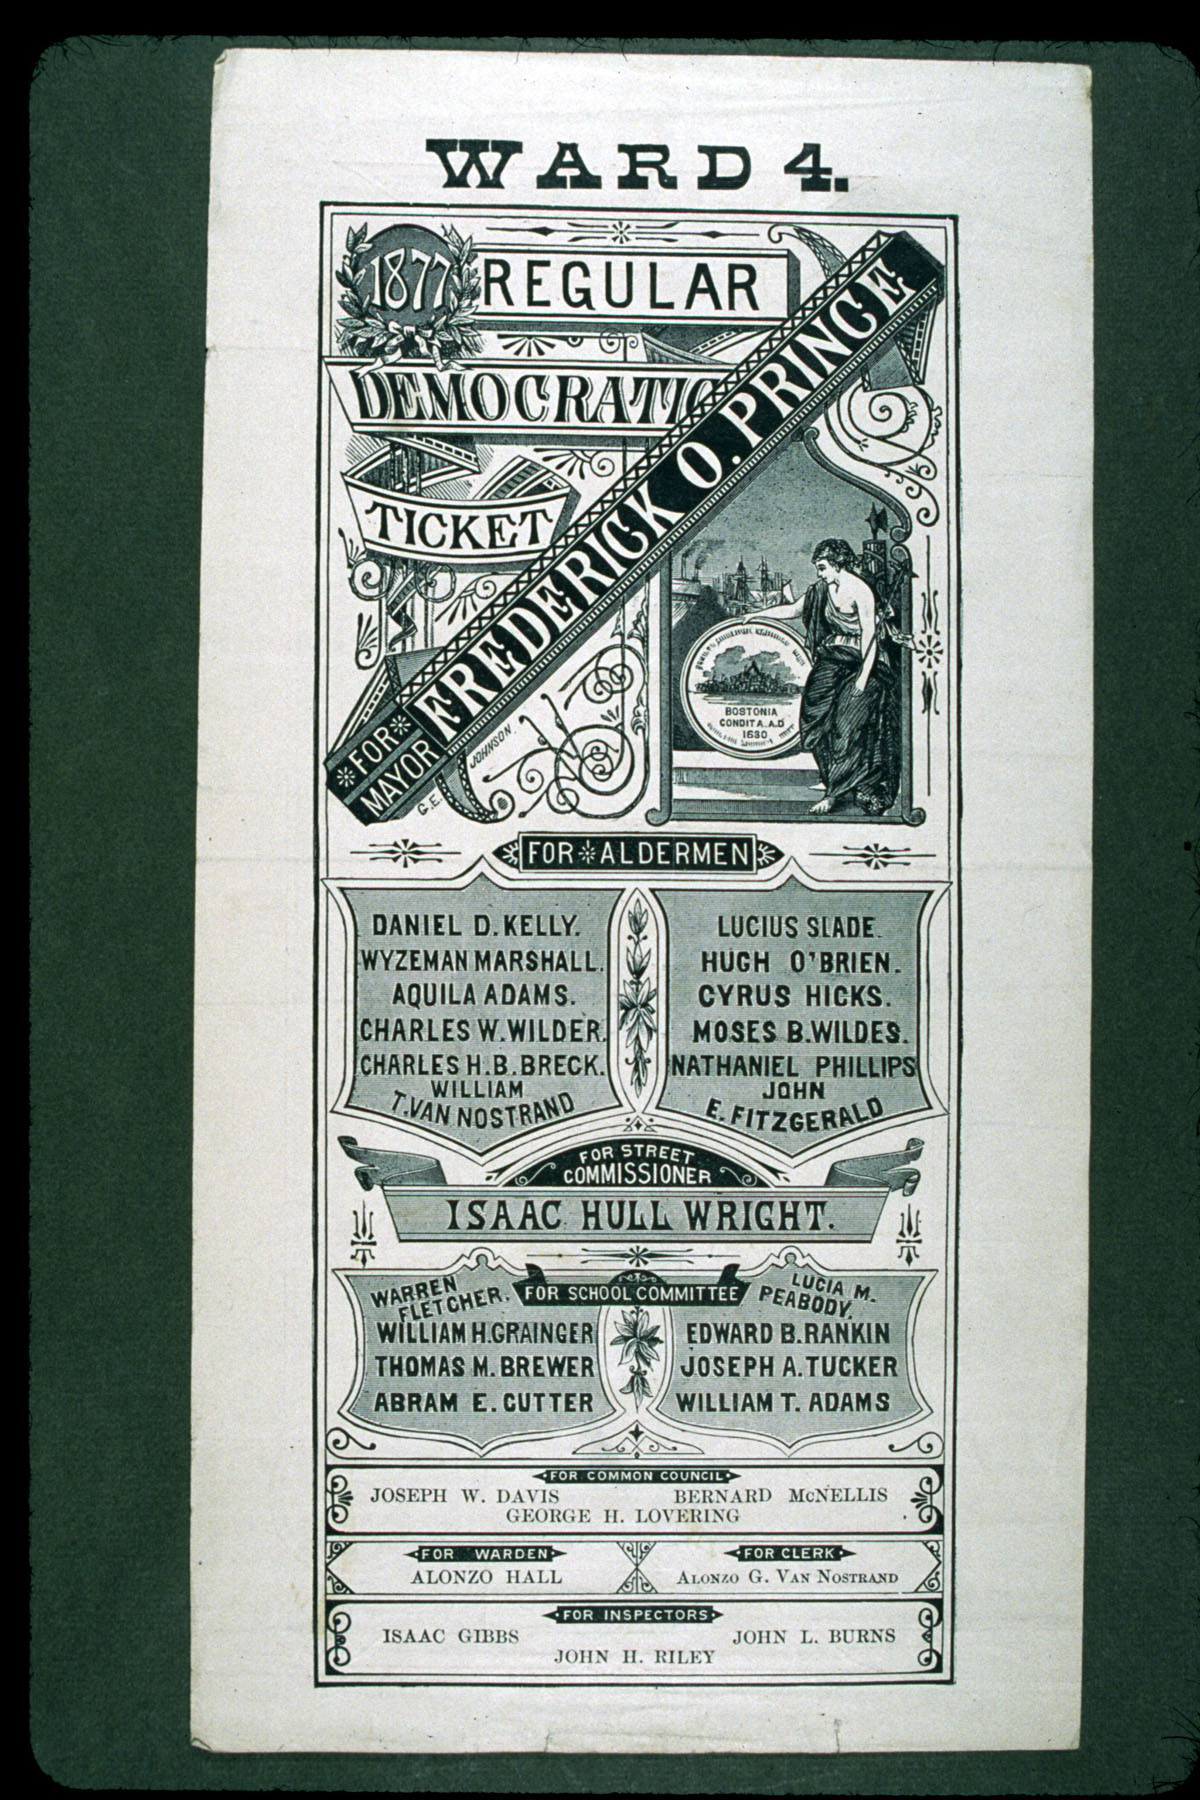 WARD 4.
1877
REGULAR
DEMOCRATIC
TICKET
FOR
MAYOR
FREDERICK O. PRINCE
G.E. JOHNSON.
BOSTONIA
CONDITA.A.D
1630
FOR ALDERMEN
DANIEL D. KELLY.
WYZEMAN MARSHALL.
AQUILA ADAMS.
CHARLES W. WILDER.
CHARLES H.B. BRECK.
WILLIAM
T. VAN NOSTRAND
LUCIUS SLADE.
HUGH O'BRIEN.
CYRUS HICKS.
MOSES B. WILDES.
NATHANIEL PHILLIPS
JOHN
E. FITZGERALD
FOR STREET
COMMISSIONER
ISAAC HULL WRIGHT.
FOR SCHOOL COMMITTEE
WARREN
FLETCHER.
WILLIAM H. GRAINGER
THOMAS M. BREWER
ABRAM E. CUTTER
LUCIA M.
PEABODY,
EDWARD B. RANKIN
JOSEPH A. TUCKER
WILLIAM T. ADAMS
FOR COMMON COUNCIL
JOSEPH W. DAVIS BERNARD McNELLIS
GEORGE H. LOVERING
FOR WARDEN
ALONZO HALL
FOR CLERK
ALONZO G. VAN NOSTRAND
FOR INSPECTORS
ISAAC GIBBS JOHN L. BURNS
JOHN H. RILEY